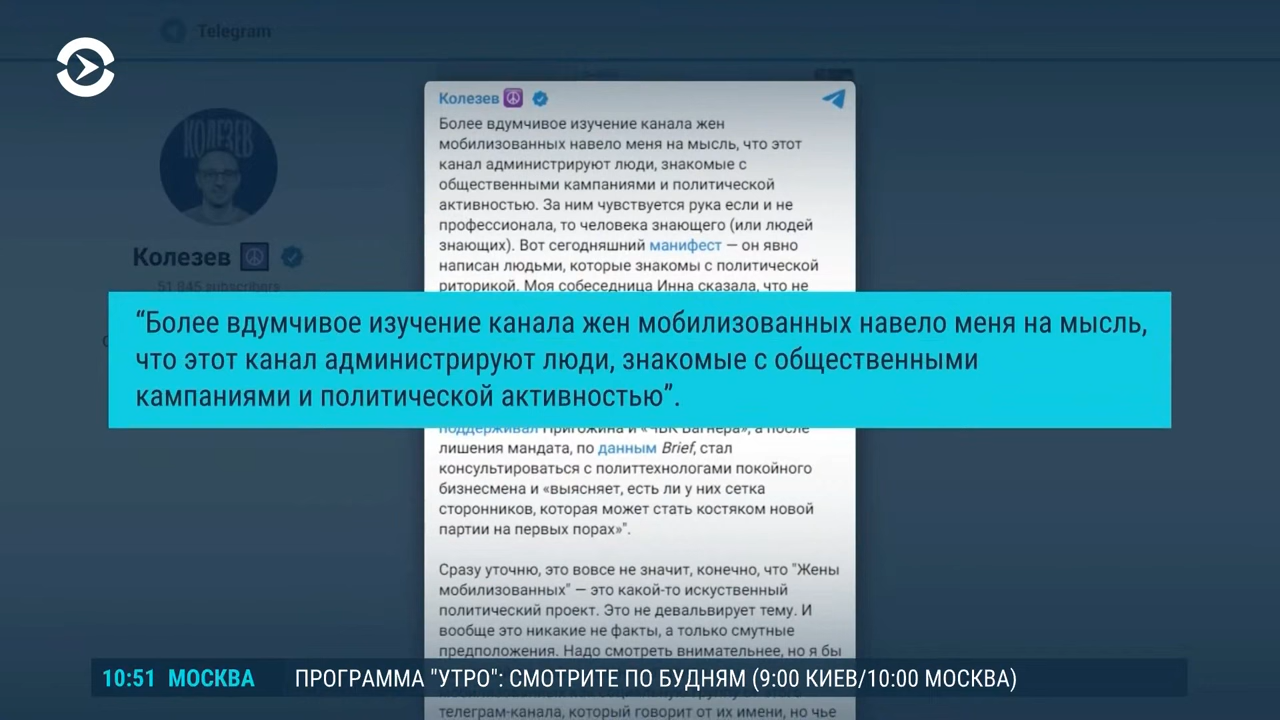 Telegram
Колезев
Более вдумчивое изучение канала жен
мобилизованных навело меня на мысль, что этот
канал администрируют люди, знакомые с
общественными кампаниями и политической
активностью. За ним чувствуется рука если и не
профессионала, то человека знающего (или людей
знающих). Вот сегодняшний манифест — он явно
написан людьми, которые знакомы с политической
риторикой. Моя собеседница Инна сказала, что не
КОЛЕЗЕВ
Колезев
51 845 subscribers
“Более вдумчивое изучение канала жен мобилизованных навело меня на мысль,
что этот канал администрируют люди, знакомые с общественными
кампаниями и политической активностью”.
поддерживал Пригожина и «ЧВК Вагнера», а после
лишения мандата, по данным Brief, стал
консультироваться с политтехнологами покойного
бизнесмена и «выясняет, есть ли у них сетка
сторонников, которая может стать костяком новой
партии на первых порах»".
Сразу уточню, это вовсе не значит, конечно, что "Жены
мобилизованных" — это какой-то искуственный
политический проект. Это не девальвирует тему. И
вообще это никакие не факты, а только смутные
предположения. Надо смотреть внимательнее, но я бы
телеграм-канала, который говорит от их имени, но чье
10:51 МОСКВА
ПРОГРАММА "УТРО": СМОТРИТЕ ПО БУДНЯМ (9:00 КИЕВ/10:00 МОСКВА)